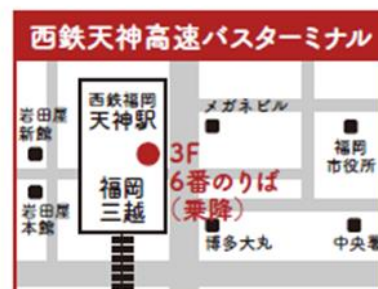 西鉄天神高速バスターミナル
西鉄福岡
天神駅
岩田屋
新館
メガネビル
福岡
市役所
3F
6番のりば
(乗降)
福岡
三越
岩田屋
本館
博多大丸
中央署